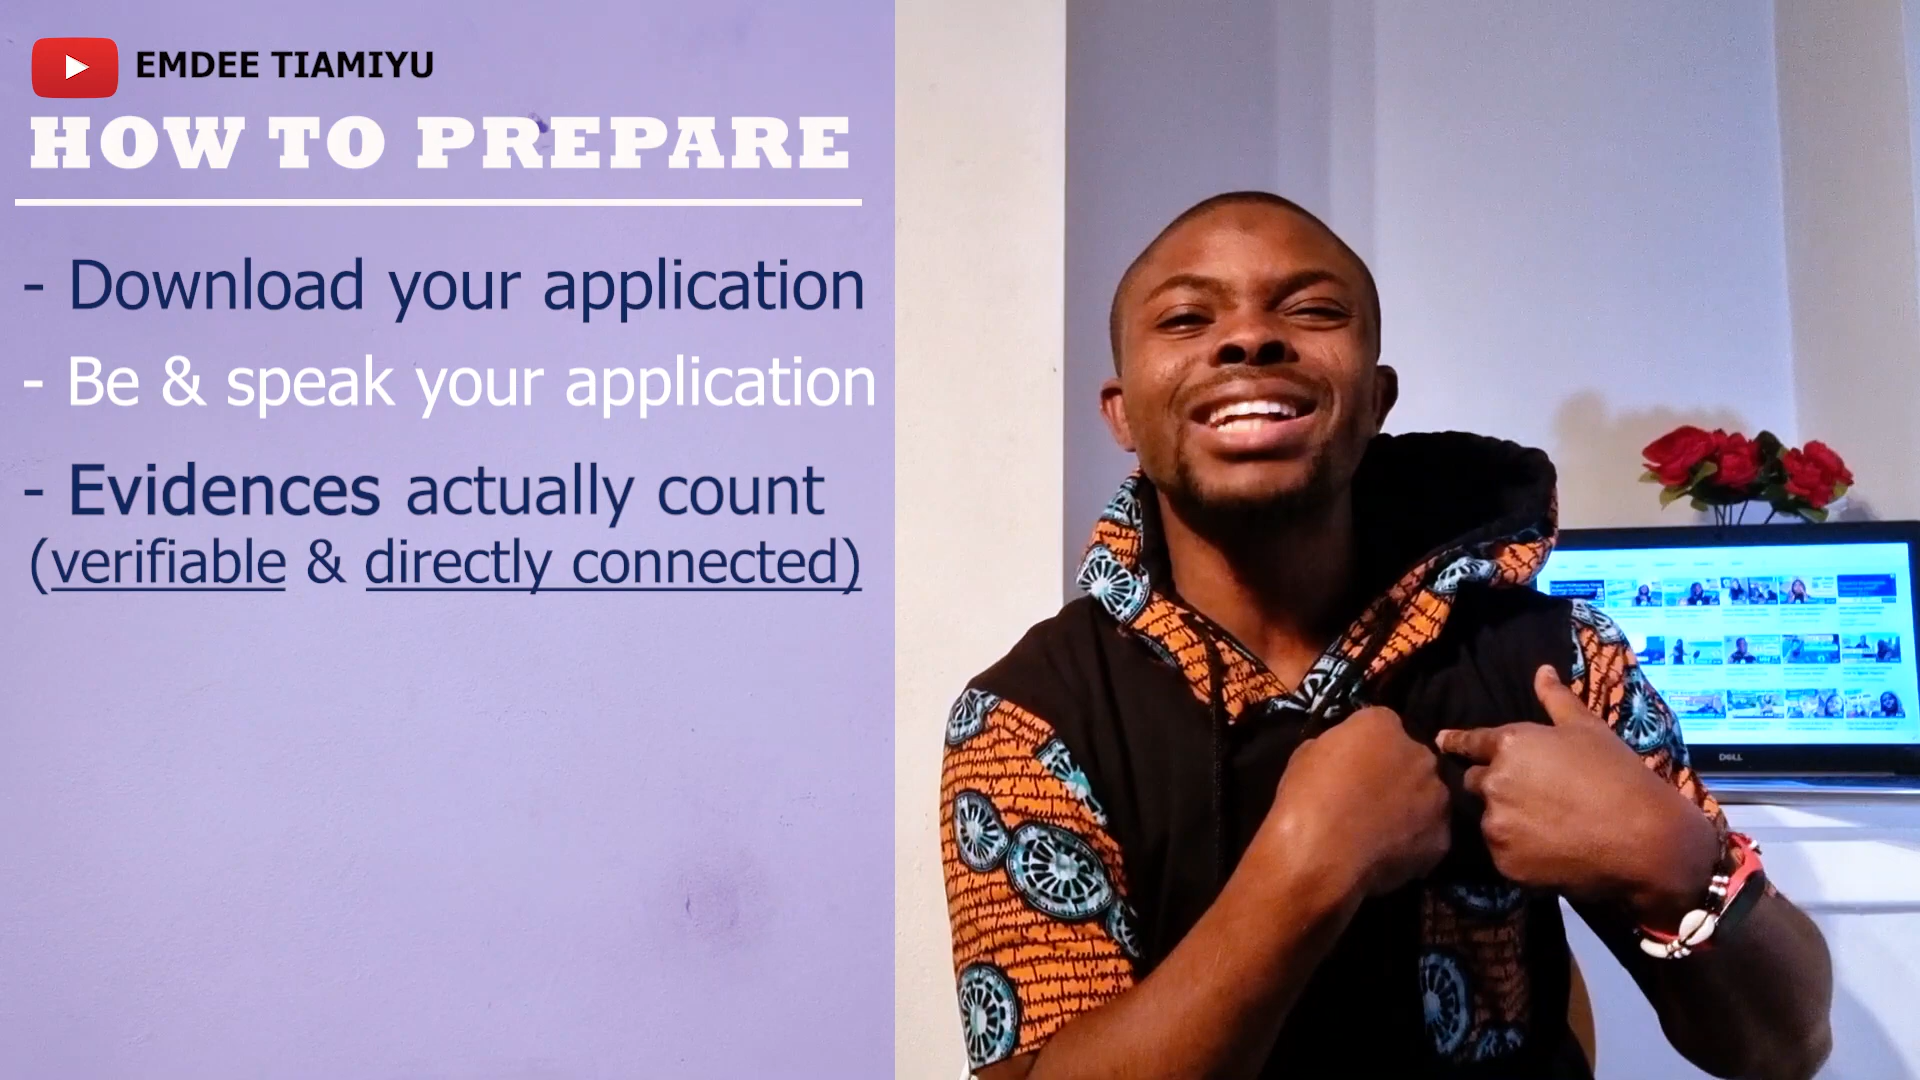 EMDEE TIAMIYU
HOW TO PREPARE
- Download your application
- Be & speak your application
- Evidences actually count
(verifiable & directly connected)
DELL